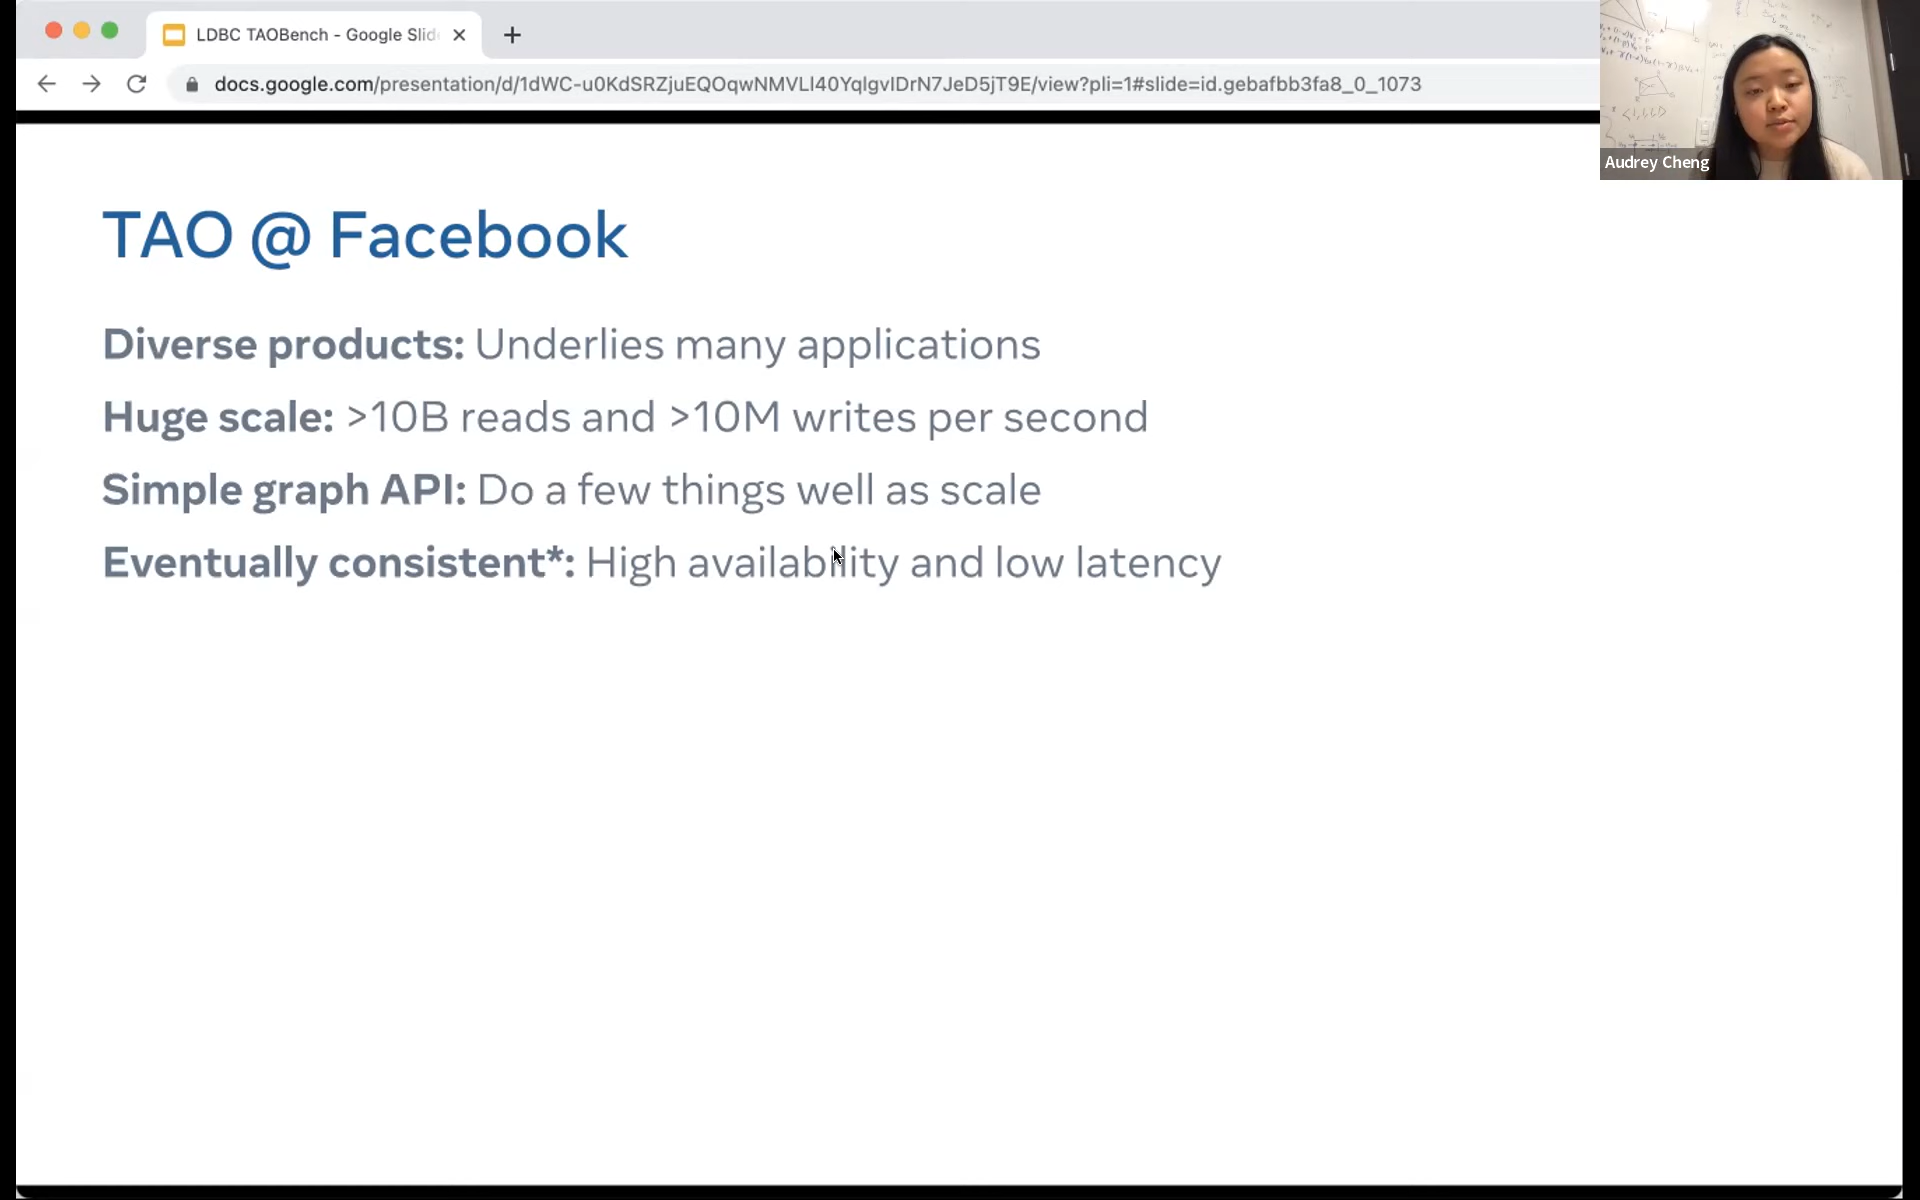 LDBC TAOBench - Google Slid
docs.google.com/presentation/d/1dWC-u0KdSRZjuEQOqwNMVLl40YqlgvIDrN7JeD5jT9E/view?pli=1#slide=id.gebafbb3fa8_0_1073
Audrey Cheng
TAO @ Facebook
Diverse products: Underlies many applications
Huge scale: >10B reads and >10M writes per second
Simple graph API: Do a few things well as scale
Eventually consistent*: High availability and low latency